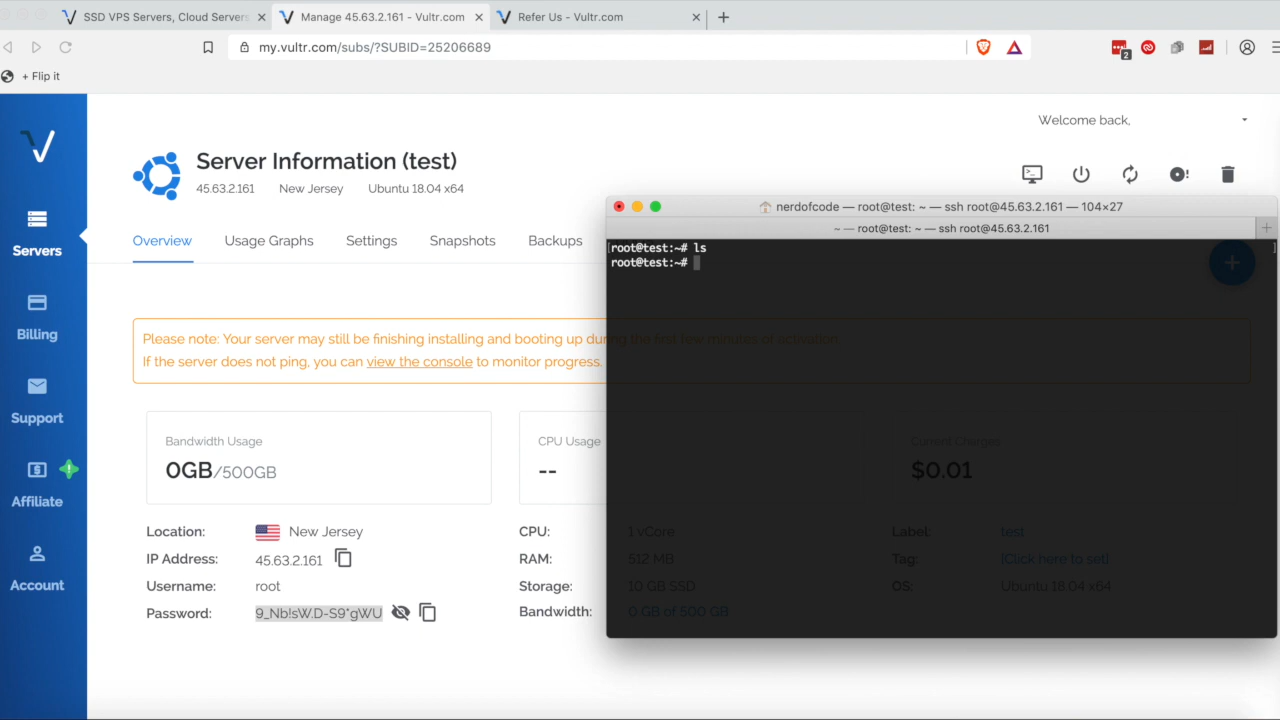 SSD VPS Servers, Cloud Servers
Manage 45.63.2.161 - Vultr.com
Refer Us - Vultr.com
my.vultr.com/subs/?SUBID=25206689
2
+ Flip it
Welcome back,
Server Information (test)
45.63.2.161 New Jersey Ubuntu 18.04 x64
Servers
Billing
Support
Affiliate
Account
Overview Usage Graphs Settings Snapshots Backups
nerdofcode — root@test: ~ — ssh root@45.63.2.161 — 104×27
~ — root@test: ~ — ssh root@45.63.2.161
[root@test:~# ls ]
root@test:~#
Please note: Your server may still be finishing installing and booting up during the first few minutes of activation.
If the server does not ping, you can view the console to monitor progress.
Bandwidth Usage
0GB/500GB
CPU Usage
--
Current Charges
$0.01
Location: New Jersey
IP Address: 45.63.2.161
Username: root
Password: 9_Nb!sW.D-S9*gWU
CPU: 1 vCore
RAM: 512 MB
Storage: 10 GB SSD
Bandwidth: 0 GB of 500 GB
Label: test
Tag: [Click here to set]
OS: Ubuntu 18.04 x64